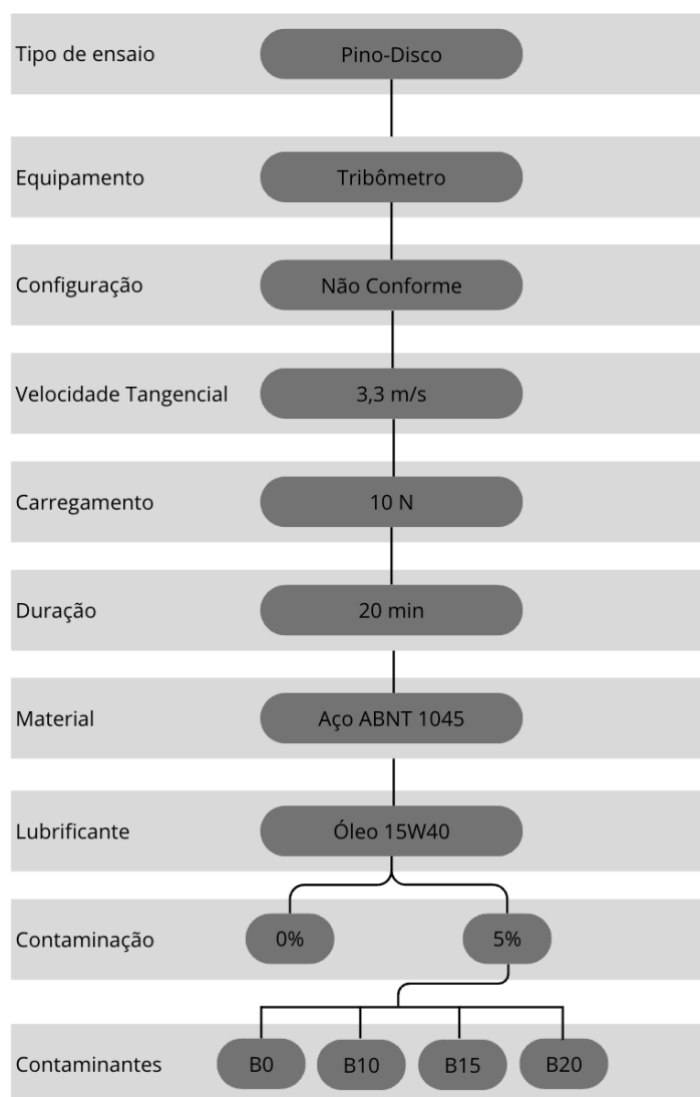 Tipo de ensaio
Pino-Disco
Equipamento
Tribômetro
Configuração
Não Conforme
Velocidade Tangencial
3,3 m/s
Carregamento
10 N
Duração
20 min
Material
Aço ABNT 1045
Lubrificante
Óleo 15W40
Contaminação
0%
5%
Contaminantes
B0
B10
B15
B20